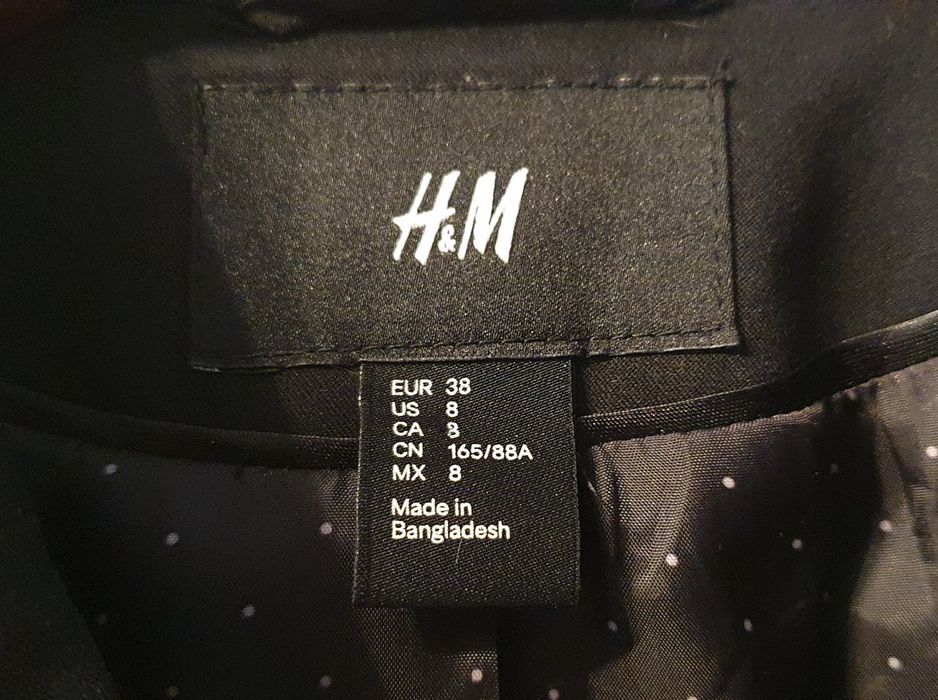 H&M
EUR 38
US 8
CA 8
CN 165/88A
MX 8
Made in
Bangladesh